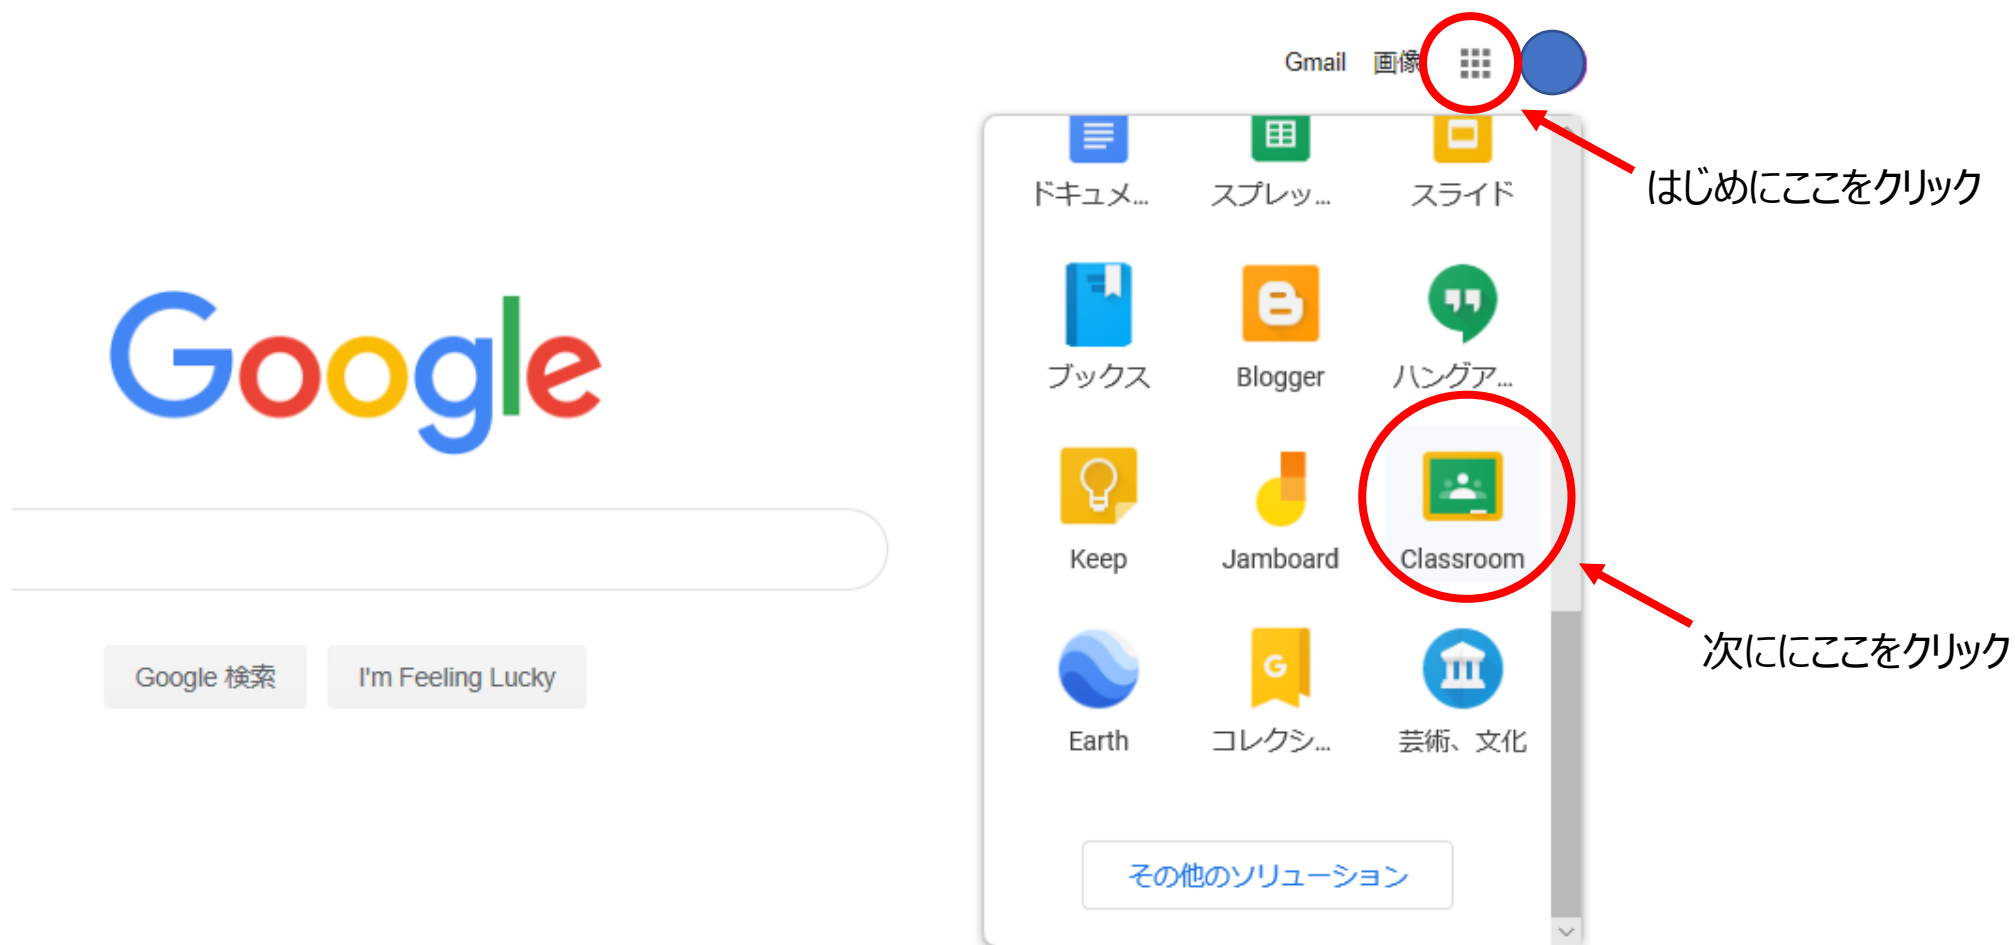 Gmail 画像
はじめにここをクリック
ドキュメ... スプレッ... スライド
Google
ブックス Blogger ハングア...
Keep Jamboard Classroom
次ににここをクリック
Google 検索 I'm Feeling Lucky
Earth コレクシ... 芸術、文化
その他のソリューション